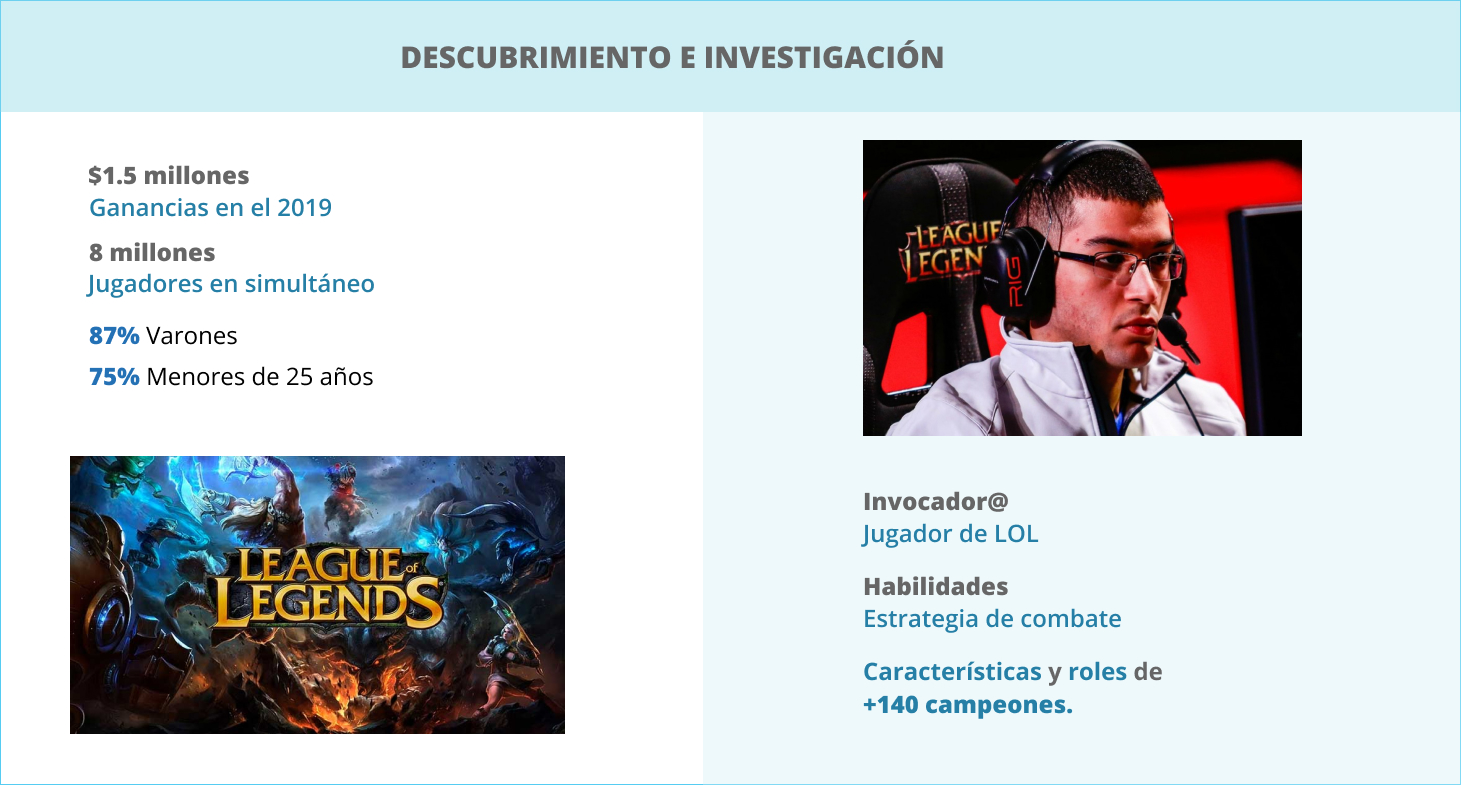 DESCUBRIMIENTO E INVESTIGACIÓN
$1.5 millones
Ganancias en el 2019
8 millones
Jugadores en simultáneo
87% Varones
75% Menores de 25 años
LEAGUE of
LEGENDS
LEAGUE
LEGEN
RIG
Invocador@
Jugador de LOL
Habilidades
Estrategia de combate
Características y roles de
+140 campeones.